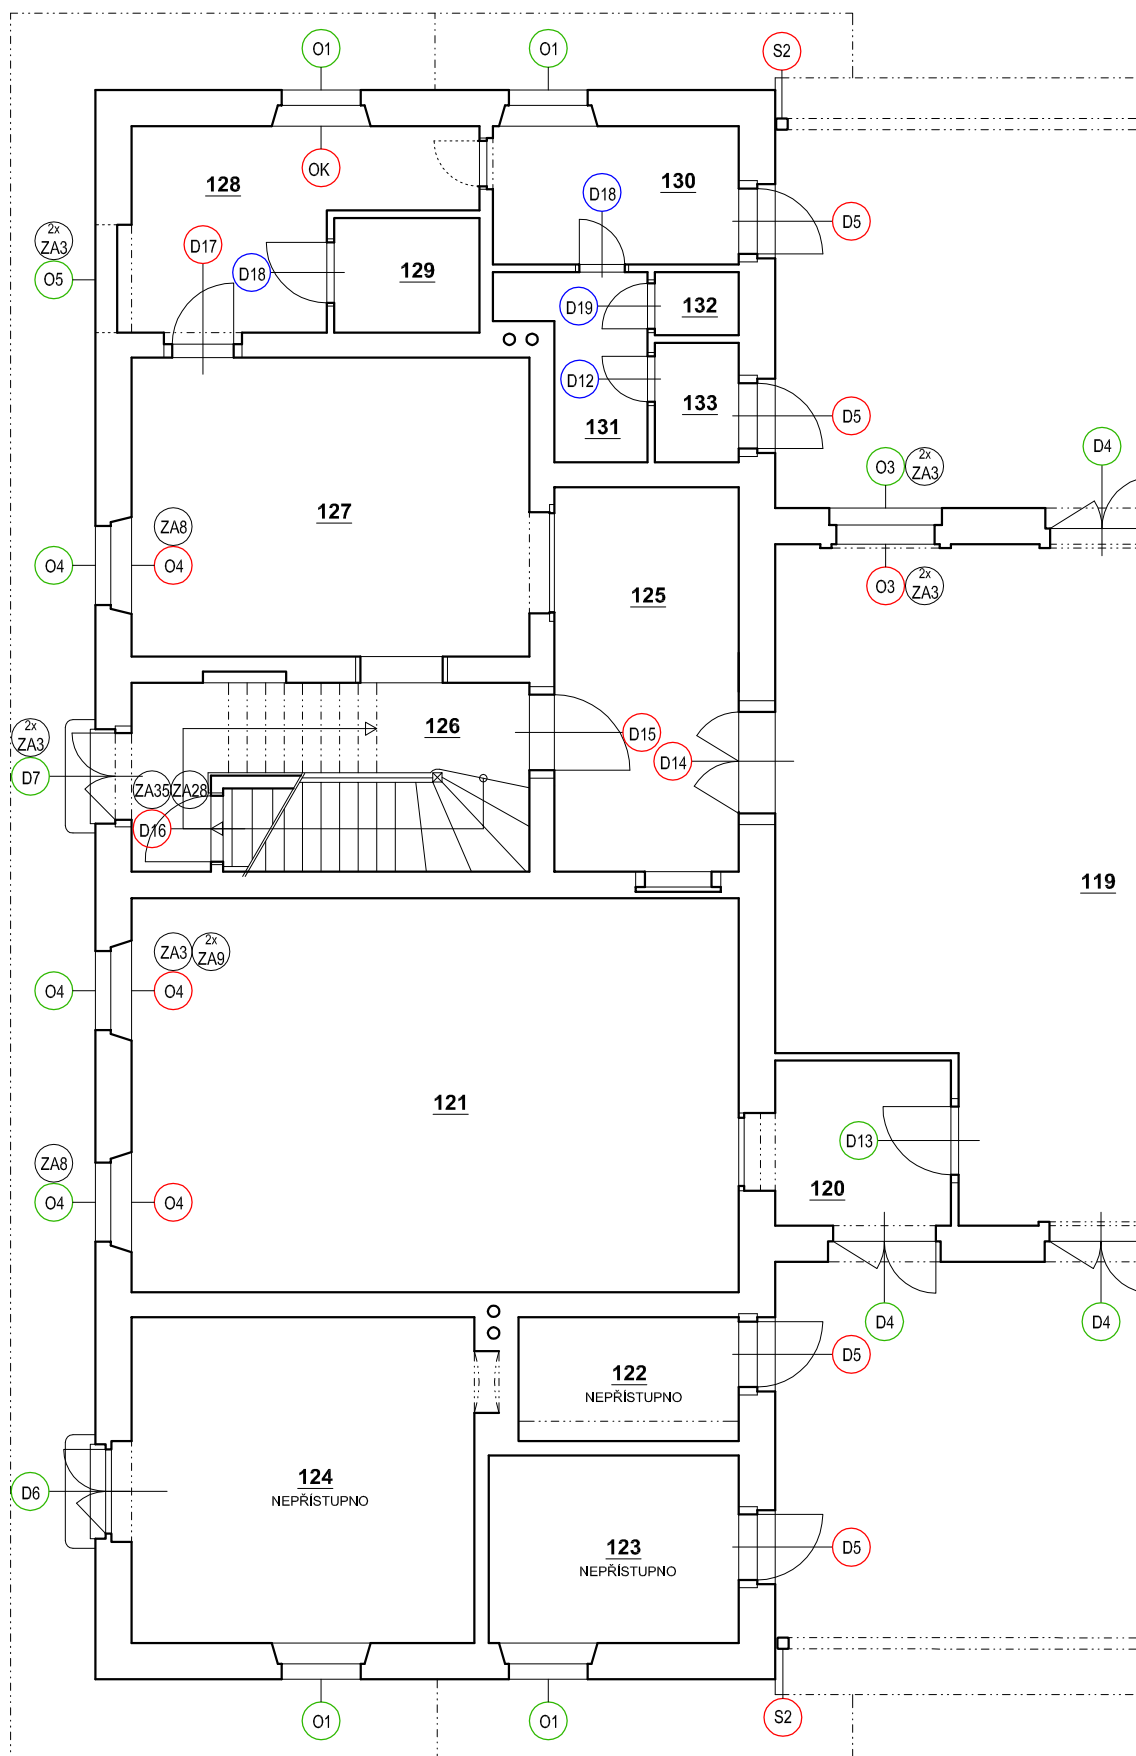 O1
O1
S2
OK
128
130
D18
D5
2x
ZA3
O5
D17
D18
129
D19
132
D12
133
131
D5
D4
O3
2x
ZA3
127
ZA8
O4
O4
125
O3
2x
ZA3
126
2x
ZA3
D7
D15
D14
ZA35
ZA28
D16
119
ZA3
2x
ZA9
O4
O4
121
D13
ZA8
O4
O4
120
D4
D4
D5
122
NEPŘÍSTUPNO
124
NEPŘÍSTUPNO
D6
123
NEPŘÍSTUPNO
D5
O1
O1
S2